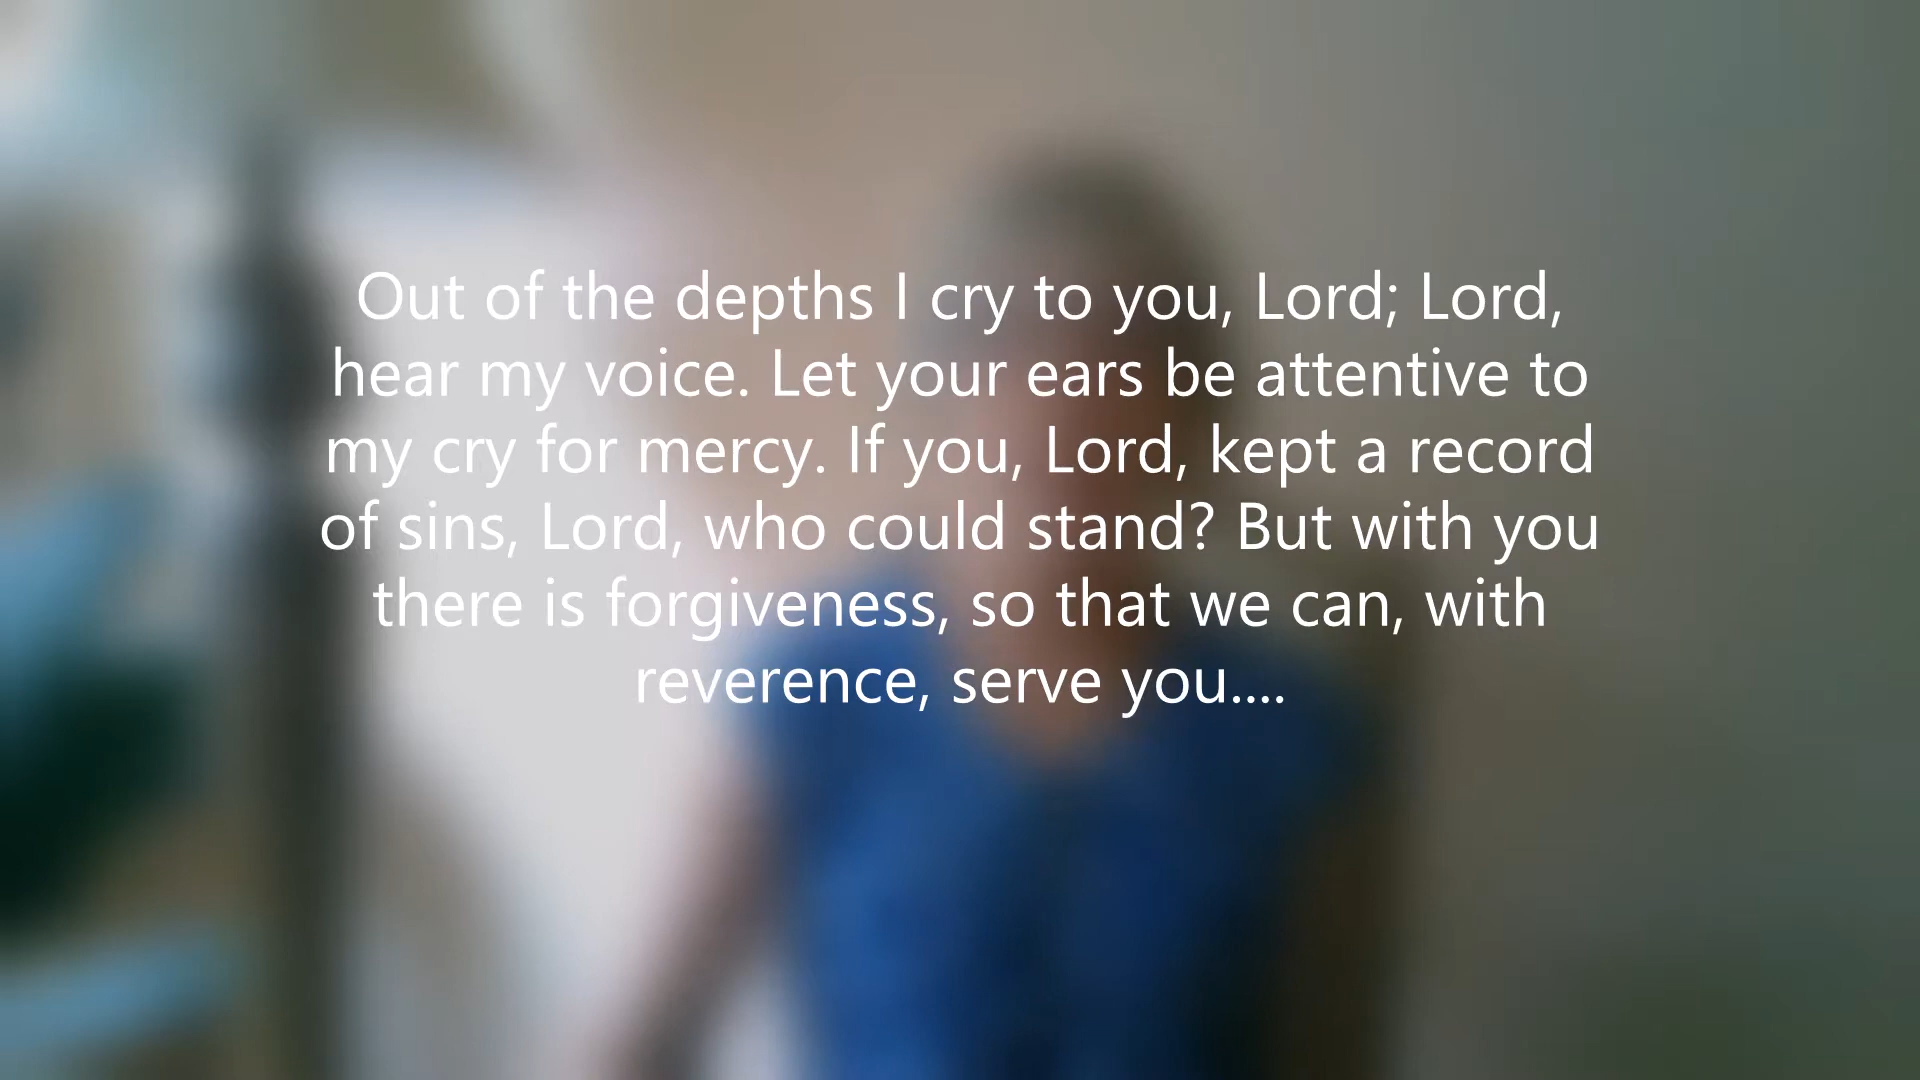 Out of the depths I cry to you, Lord; Lord,
hear my voice. Let your ears be attentive to
my cry for mercy. If you, Lord, kept a record
of sins, Lord, who could stand? But with you
there is forgiveness, so that we can, with
reverence, serve you....